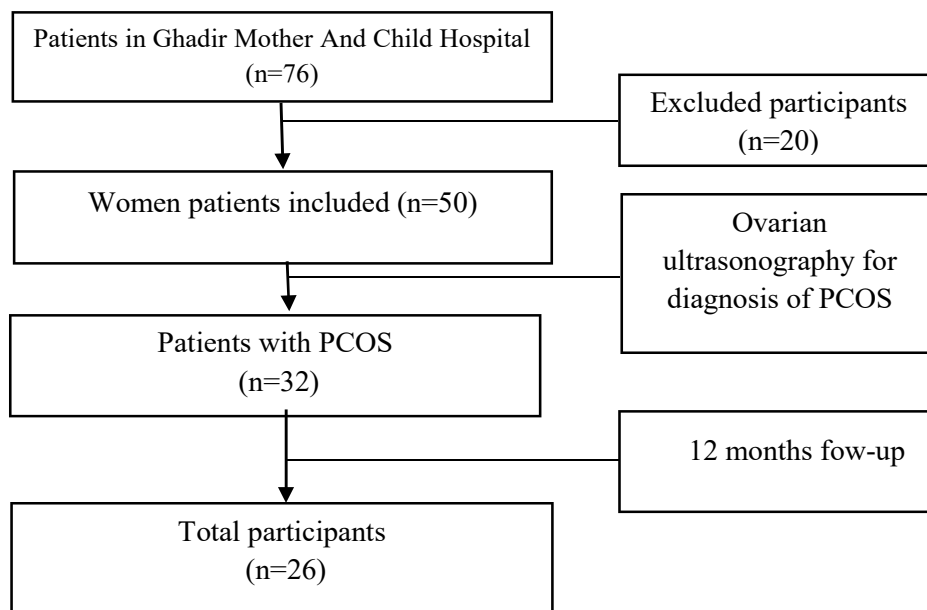 Patients in Ghadir Mother And Child Hospital
(n=76)
Excluded participants
(n=20)
Women patients included (n=50)
Ovarian
ultrasonography for
diagnosis of PCOS
Patients with PCOS
(n=32)
12 months fow-up
Total participants
(n=26)